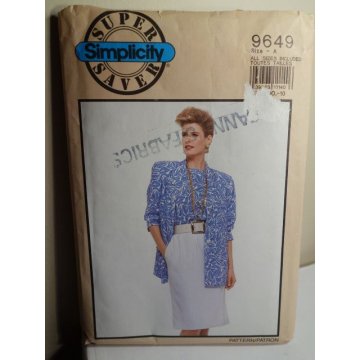 SUPER
Simplicity
SAVER
9649
Size - A
ALL SIZES INCLUDED
TOUTES TAILLES
FABRICS
PATTERN/PATRON